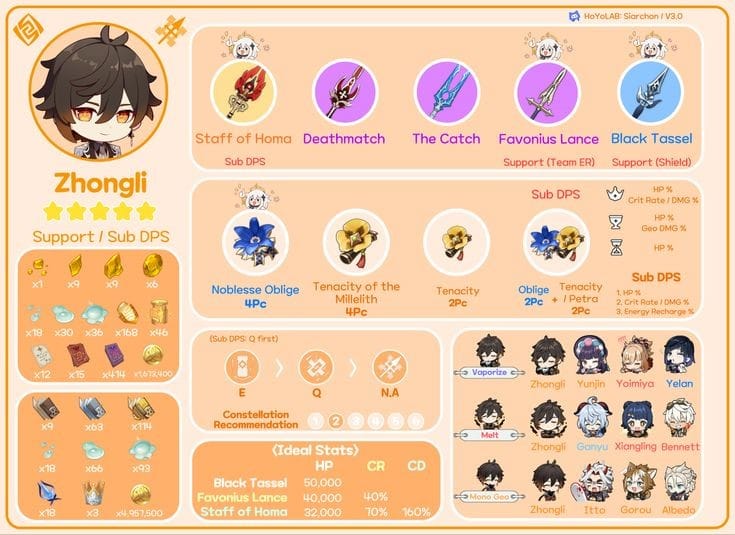 HoYoLAB: Siarchon / V3.0
Zhongli
Support / Sub DPS
Staff of Homa
Deathmatch
The Catch
Favonius Lance
Black Tassel
Sub DPS
Support (Team ER)
Support (Shield)
x1 x9 x9 x6
x18 x30 x36 x168 x46
x12 x15 x414 x1,673,400
x9 x63 x114
x18 x66 x93
x18 x3 x4,957,500
Sub DPS
Noblesse Oblige
4Pc
Tenacity of the
Millelith
4Pc
Tenacity
2Pc
Oblige
2Pc
+
Tenacity
/ Petra
2Pc
HP %
Crit Rate / DMG %
HP %
Geo DMG %
HP %
Sub DPS
1. HP %
2. Crit Rate / DMG %
3. Energy Recharge %
(Sub DPS: Q first)
E > Q > N.A
Constellation
Recommendation
1 2 3 4 5 6
(Ideal Stats)
HP CR CD
Black Tassel 50,000
Favonius Lance 40,000 40%
Staff of Homa 32,000 70% 160%
Vaporize
Zhongli Yunjin Yoimiya Yelan
Melt
Zhongli Ganyu Xiangling Bennett
Mono Geo
Zhongli Itto Gorou Albedo